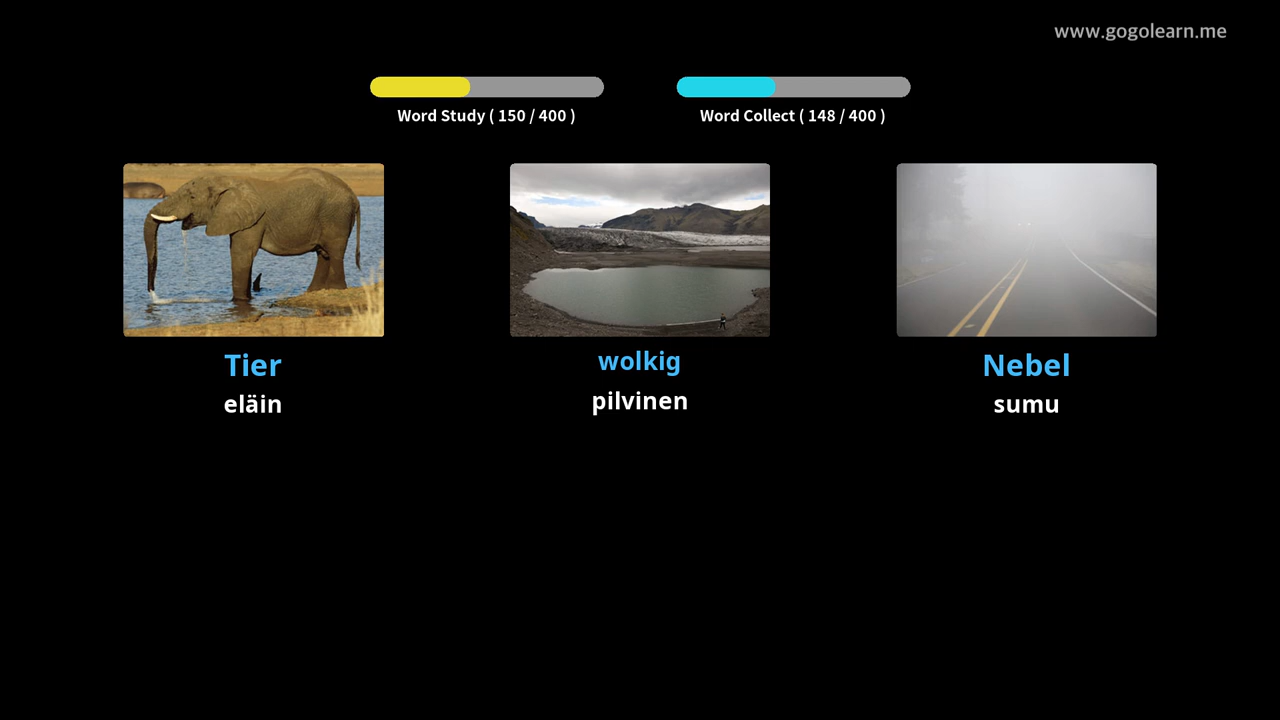 www.gogolearn.me
Word Study ( 150 / 400 )
Word Collect ( 148 / 400 )
Tier
eläin
wolkig
pilvinen
Nebel
sumu